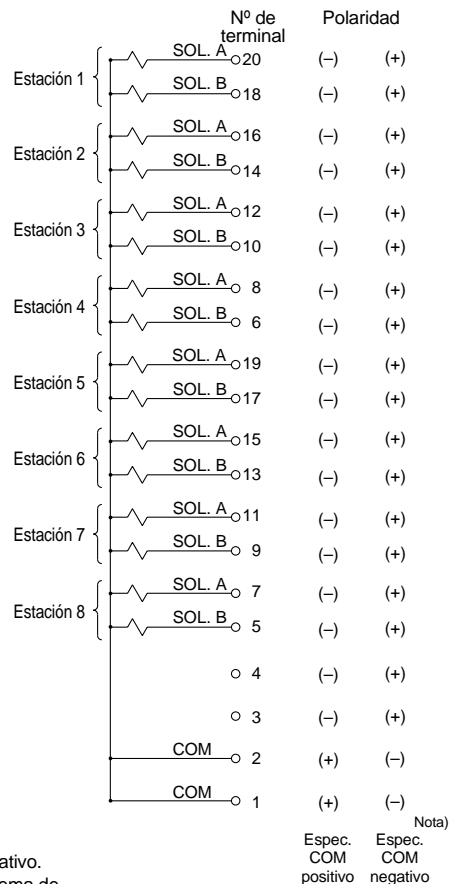 Nº de terminal Polaridad
Estación 1
SOL. A 20 (–) (+)
SOL. B 18 (–) (+)
Estación 2
SOL. A 16 (–) (+)
SOL. B 14 (–) (+)
Estación 3
SOL. A 12 (–) (+)
SOL. B 10 (–) (+)
Estación 4
SOL. A 8 (–) (+)
SOL. B 6 (–) (+)
Estación 5
SOL. A 19 (–) (+)
SOL. B 17 (–) (+)
Estación 6
SOL. A 15 (–) (+)
SOL. B 13 (–) (+)
Estación 7
SOL. A 11 (–) (+)
SOL. B 9 (–) (+)
Estación 8
SOL. A 7 (–) (+)
SOL. B 5 (–) (+)
4 (–) (+)
3 (–) (+)
COM 2 (+) (–)
COM 1 (+) (–)
Nota)
Espec. COM positivo
Espec. COM negativo